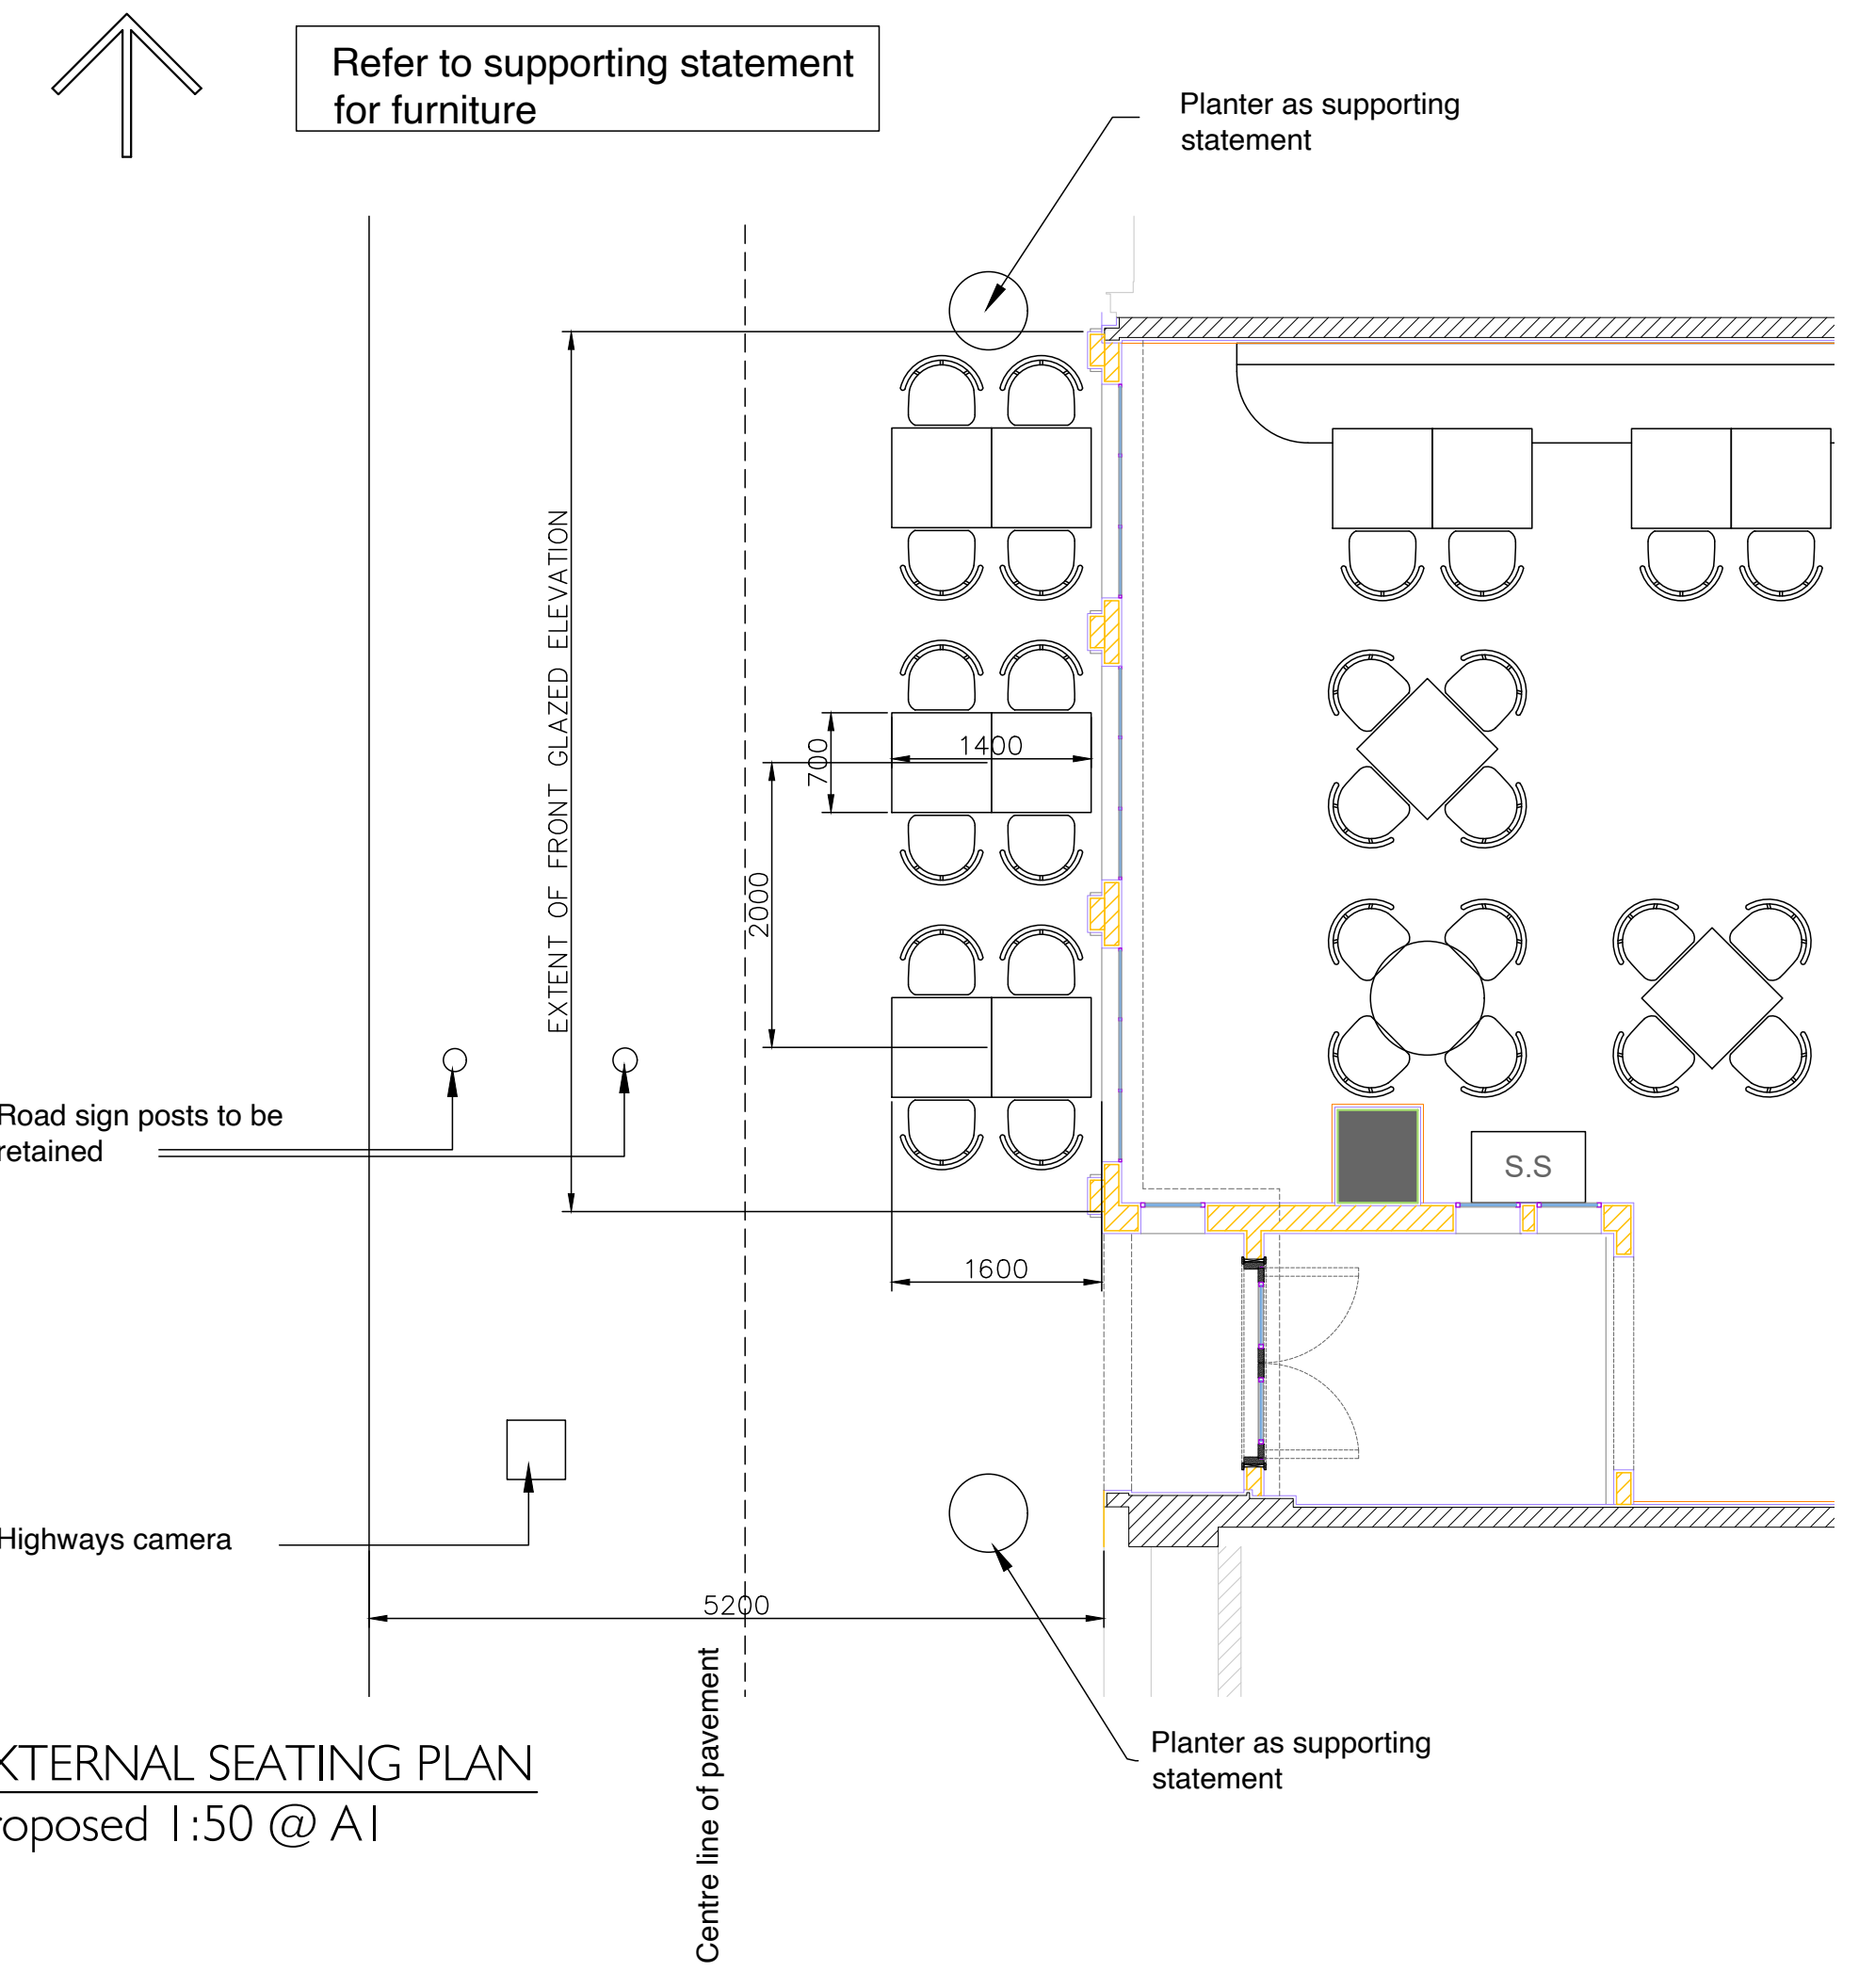 Refer to supporting statement
for furniture
Planter as supporting
statement
EXTENT OF FRONT GLAZED ELEVATION
1400
700
2000
Road sign posts to be
retained
S.S
1600
Highways camera
5200
Centre line of pavement
Planter as supporting
statement
XTERNAL SEATING PLAN
roposed 1:50 @ A1